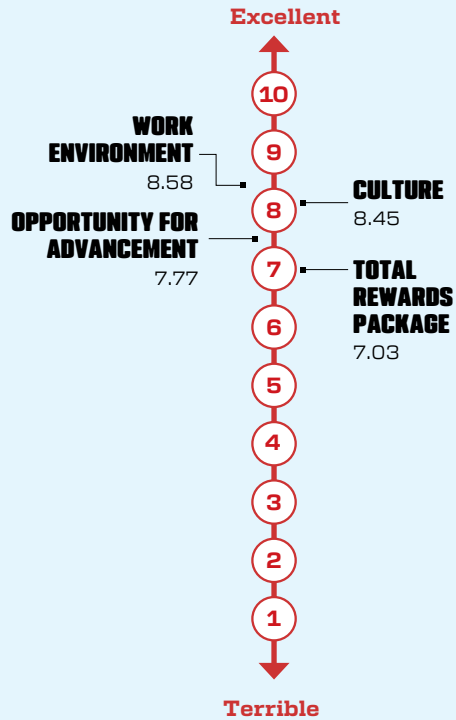 Excellent
10
9
8
7
6
5
4
3
2
1
Terrible
WORK
ENVIRONMENT
8.58
OPPORTUNITY FOR
ADVANCEMENT
7.77
CULTURE
8.45
TOTAL
REWARDS
PACKAGE
7.03